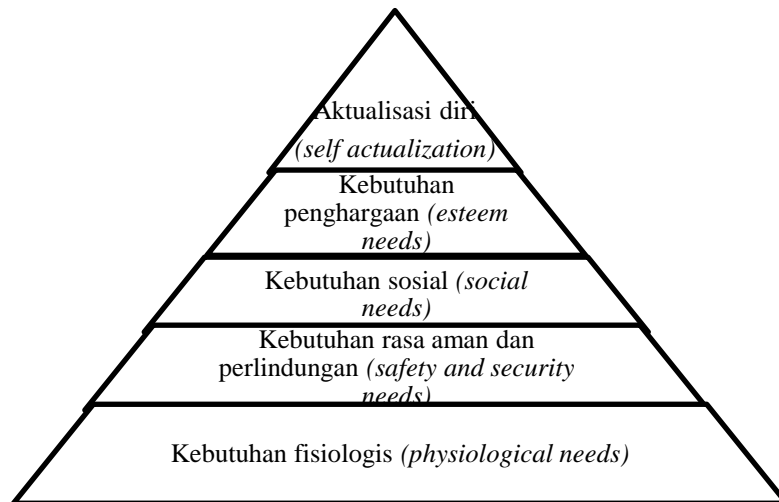 Aktualisasi diri
(self actualization)
Kebutuhan
penghargaan (esteem
needs)
Kebutuhan sosial (social
needs)
Kebutuhan rasa aman dan
perlindungan (safety and security
needs)
Kebutuhan fisiologis (physiological needs)